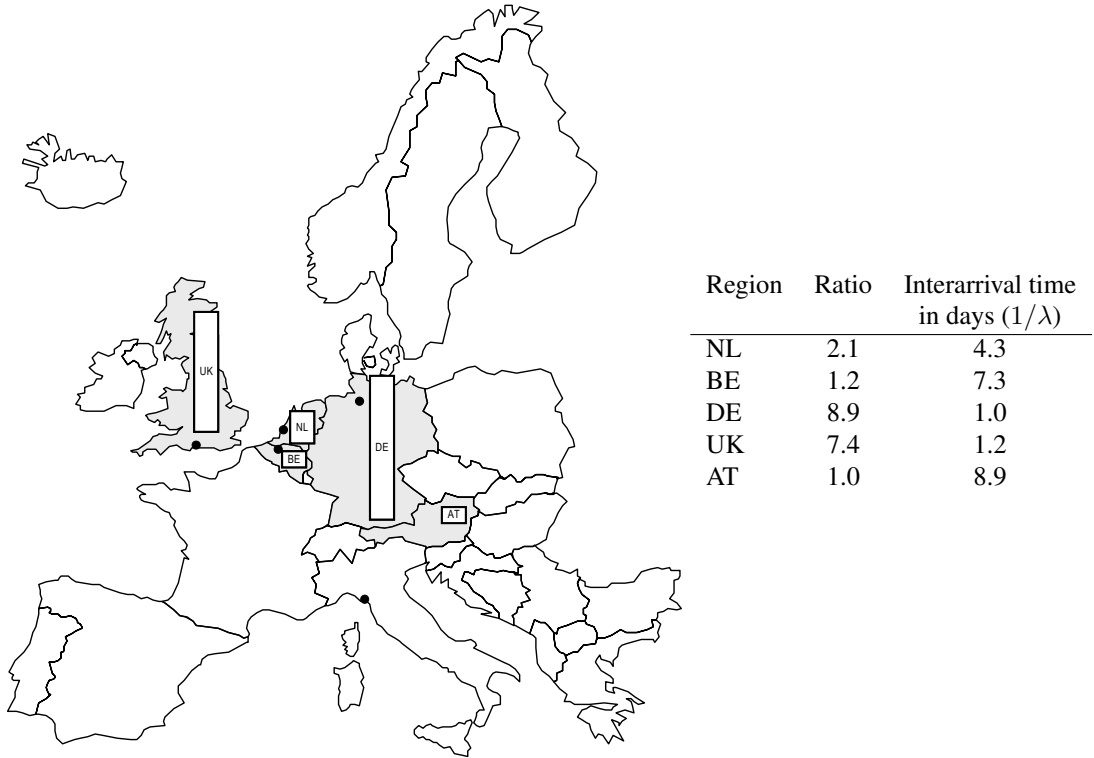 UK
NL
BE
DE
AT
Region Ratio Interarrival time
in days (1/λ)
NL 2.1 4.3
BE 1.2 7.3
DE 8.9 1.0
UK 7.4 1.2
AT 1.0 8.9